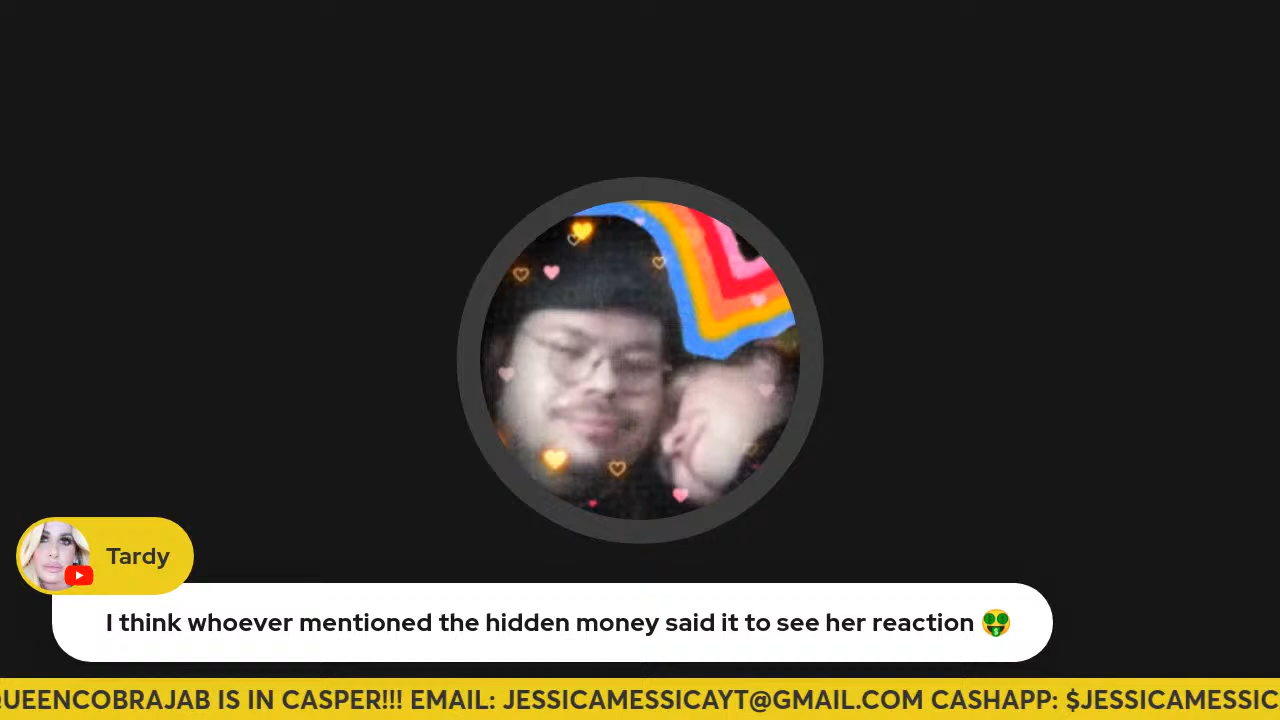 Tardy
I think whoever mentioned the hidden money said it to see her reaction 🤑
QUEENCOBRAJAB IS IN CASPER!!! EMAIL: JESSICAMESSICAYT@GMAIL.COM CASHAPP: $JESSICAMESSIC